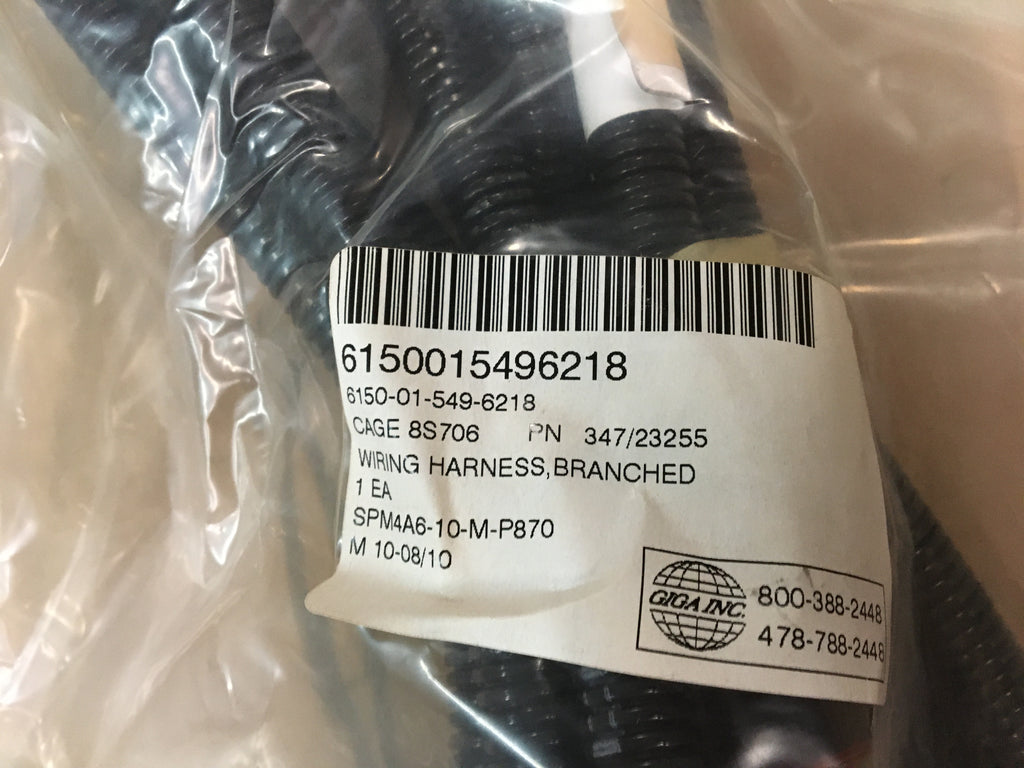 6150015496218
6150-01-549-6218
CAGE 8S706 PN 347/23255
WIRING HARNESS,BRANCHED
1 EA
SPM4A6-10-M-P870
M 10-08/10
GIGA INC.
800-388-2448
478-788-2448